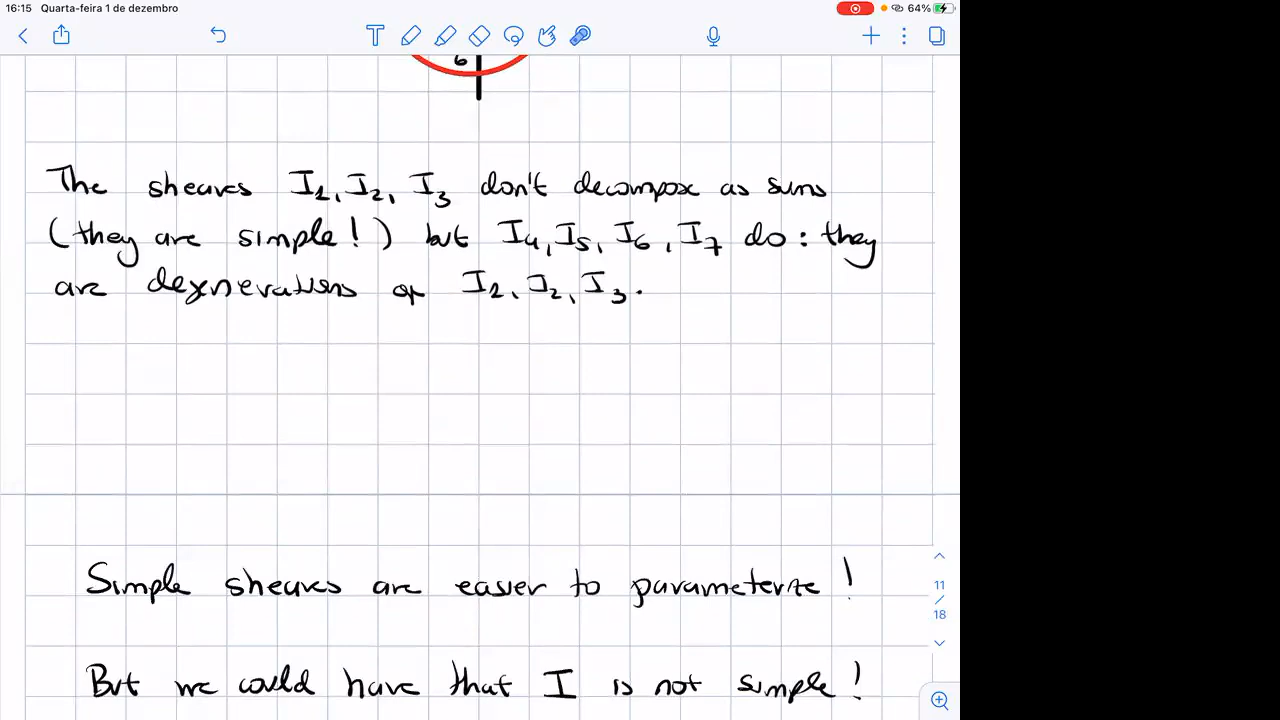 16:15 Quarta-feira 1 de dezembro
64%
6
The sheaves I1, I2, I3 don't decompose as sums
(they are simple!) but I4, I5, I6, I7 do: they
are degenerations of I1, I2, I3.
Simple sheaves are easier to parameterize!
11
/
18
But we could have that I is not simple!